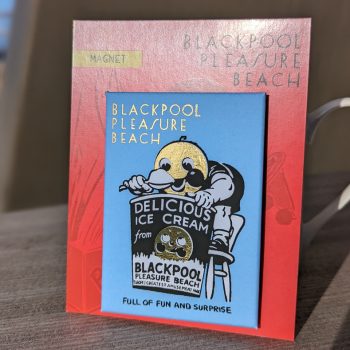 MAGNET
BLACKPOOL
PLEASURE
BEACH
BLACKPOOL
PLEASURE
BEACH
DELICIOUS
ICE CREAM
from
BLACKPOOL
PLEASURE BEACH
FULL OF FUN AND SURPRISE